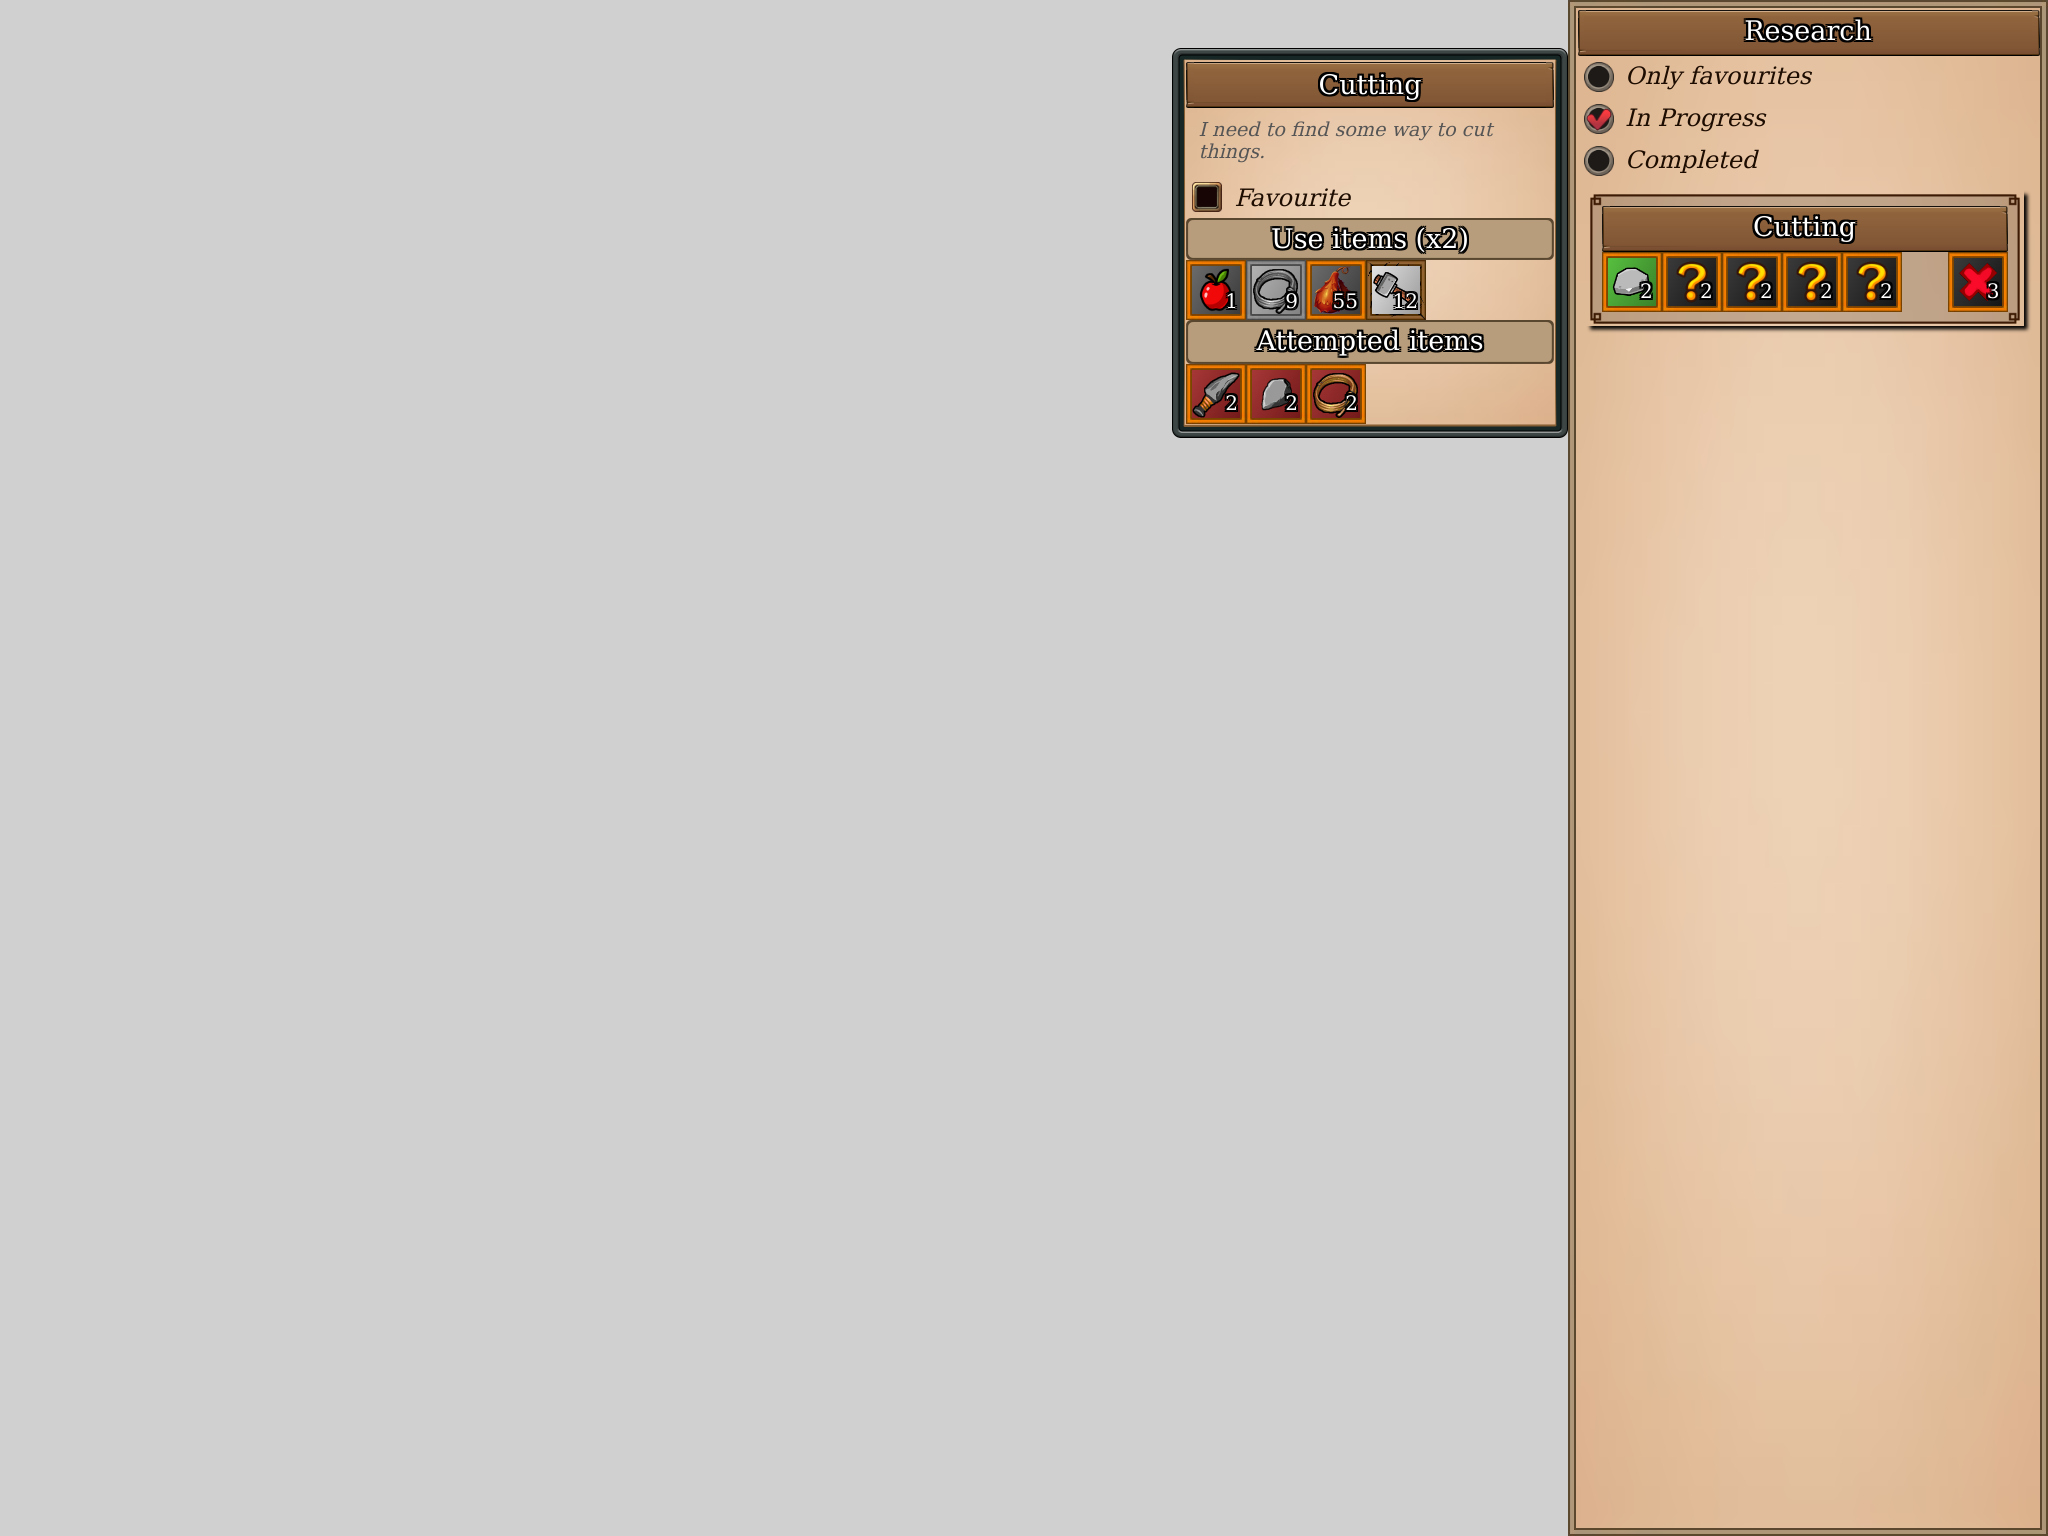 Research
Only favourites
In Progress
Completed
Cutting
2
2
2
2
2
3
Cutting
I need to find some way to cut
things.
Favourite
Use items (x2)
1
9
55
12
Attempted items
2
2
2